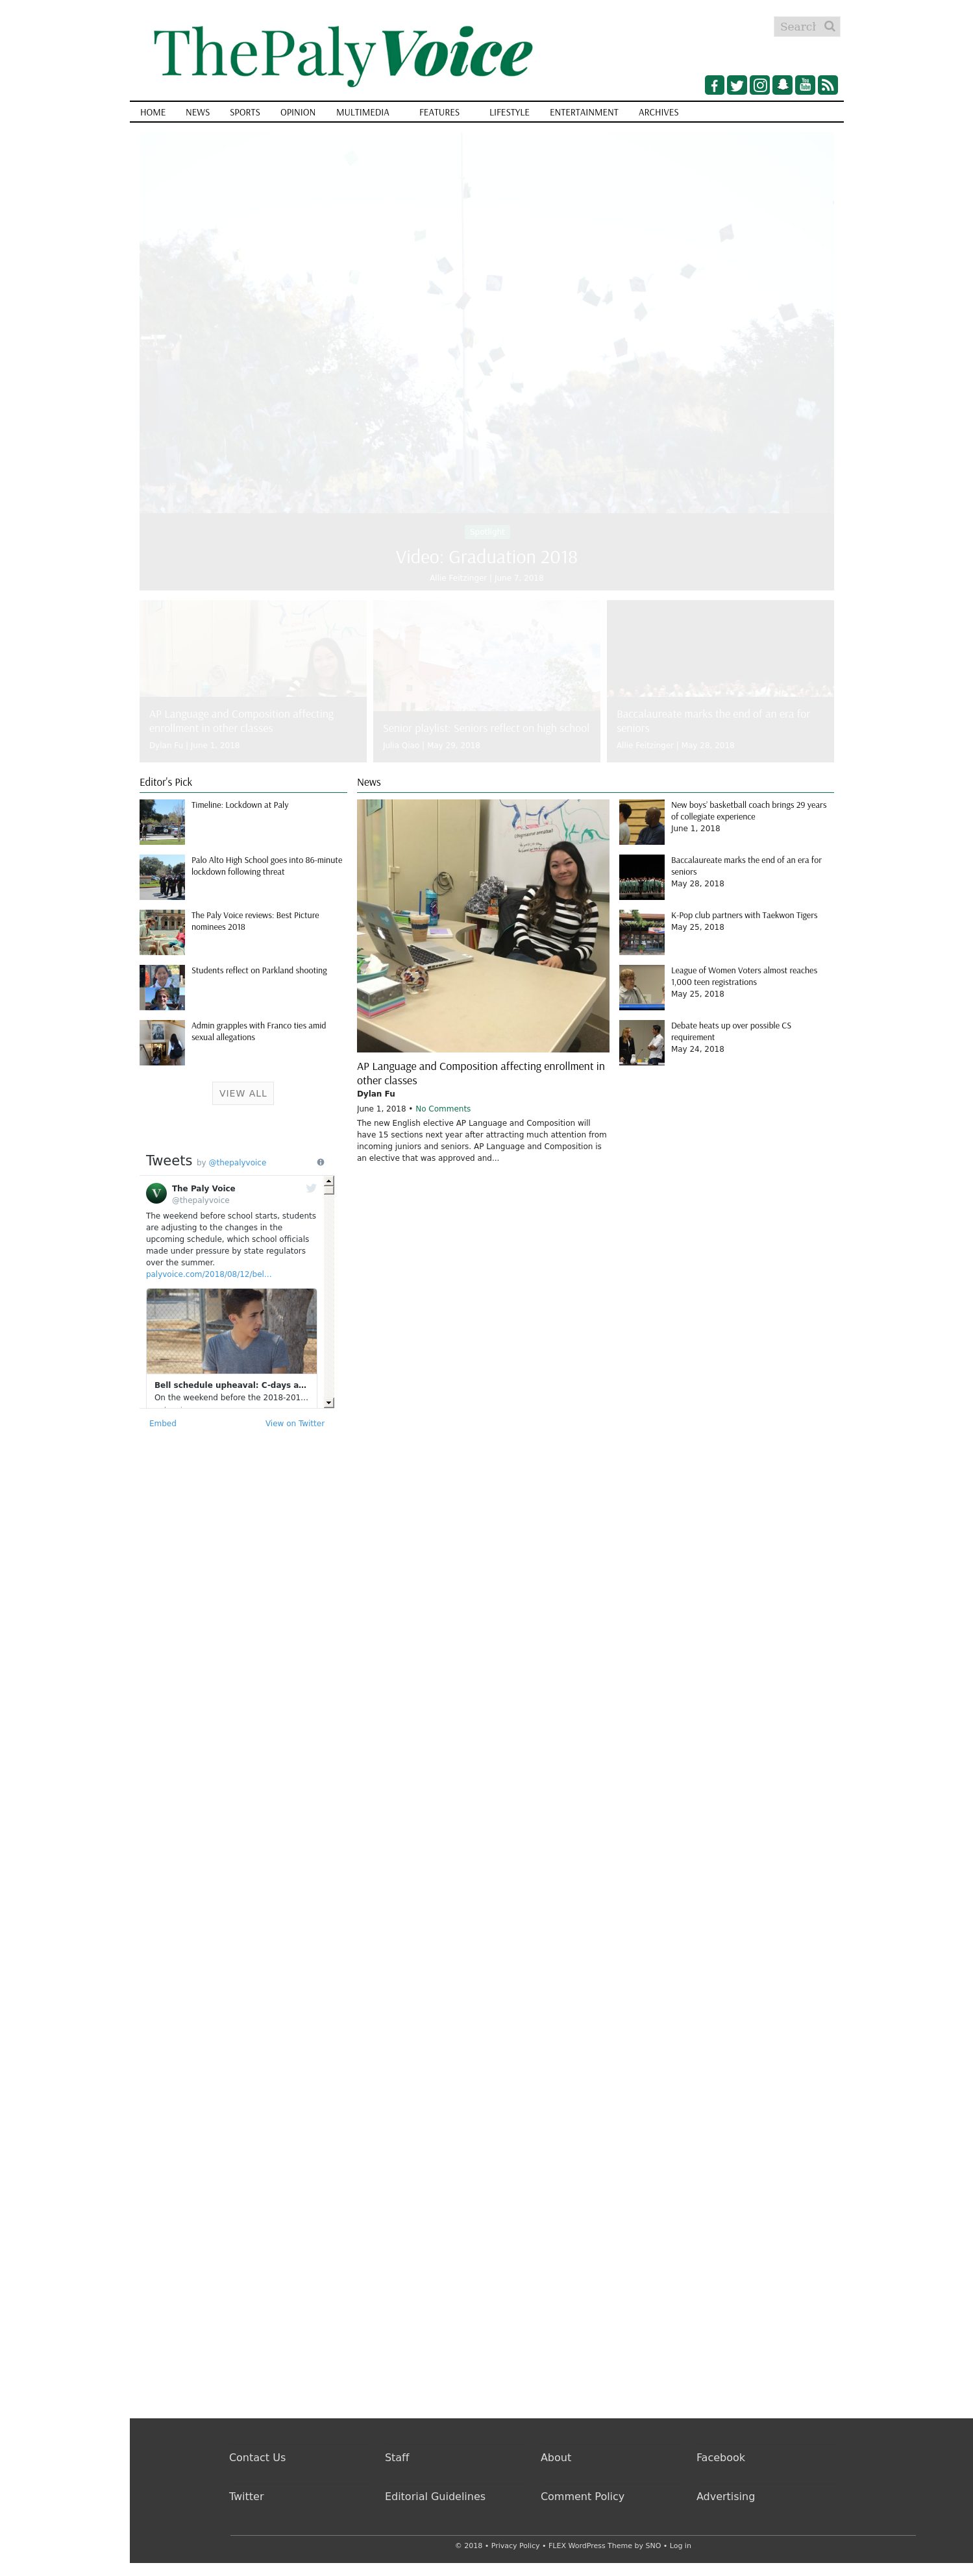 ThePalyVoice
Search
HOME NEWS SPORTS OPINION MULTIMEDIA FEATURES LIFESTYLE ENTERTAINMENT ARCHIVES
Spotlight
Video: Graduation 2018
Allie Feitzinger | June 3, 2018
AP Language and Composition affecting
enrollment in other classes
Dylan Fu | June 1, 2018
Senior playlist: Seniors reflect on high school
| May 29, 2018
Baccalaureate marks the end of an era for
seniors
Allie Feitzinger | May 28, 2018
Editor's Pick
Timeline: Lockdown at Paly
Palo Alto High School goes into 86-minute
lockdown following threat
The Paly Voice reviews: Best Picture
nominees 2018
Students reflect on Parkland shooting
Admin grapples with Franco ties amid
sexual allegations
VIEW ALL
Tweets by @thepalyvoice
V
The Paly Voice
@thepalyvoice
The weekend before school starts, students
are adjusting to the changes in the
upcoming schedule, which school officials
made under pressure by state regulators
over the summer.
palyvoice.com/2018/08/12/bel…
Bell schedule upheaval: C-days a…
On the weekend before the 2018-201…
Embed
View on Twitter
News
AP Language and Composition affecting enrollment in
other classes
Dylan Fu
June 1, 2018 • No Comments
The new English elective AP Language and Composition will
have 15 sections next year after attracting much attention from
incoming juniors and seniors. AP Language and Composition is
an elective that was approved and...
New boys' basketball coach brings 29 years
of collegiate experience
June 1, 2018
Baccalaureate marks the end of an era for
seniors
May 28, 2018
K-Pop club partners with Taekwon Tigers
May 25, 2018
League of Women Voters almost reaches
1,000 teen registrations
May 25, 2018
Debate heats up over possible CS
requirement
May 24, 2018
Contact Us
Staff
About
Facebook
Twitter
Editorial Guidelines
Comment Policy
Advertising
© 2018 • Privacy Policy • FLEX WordPress Theme by SNO • Log in